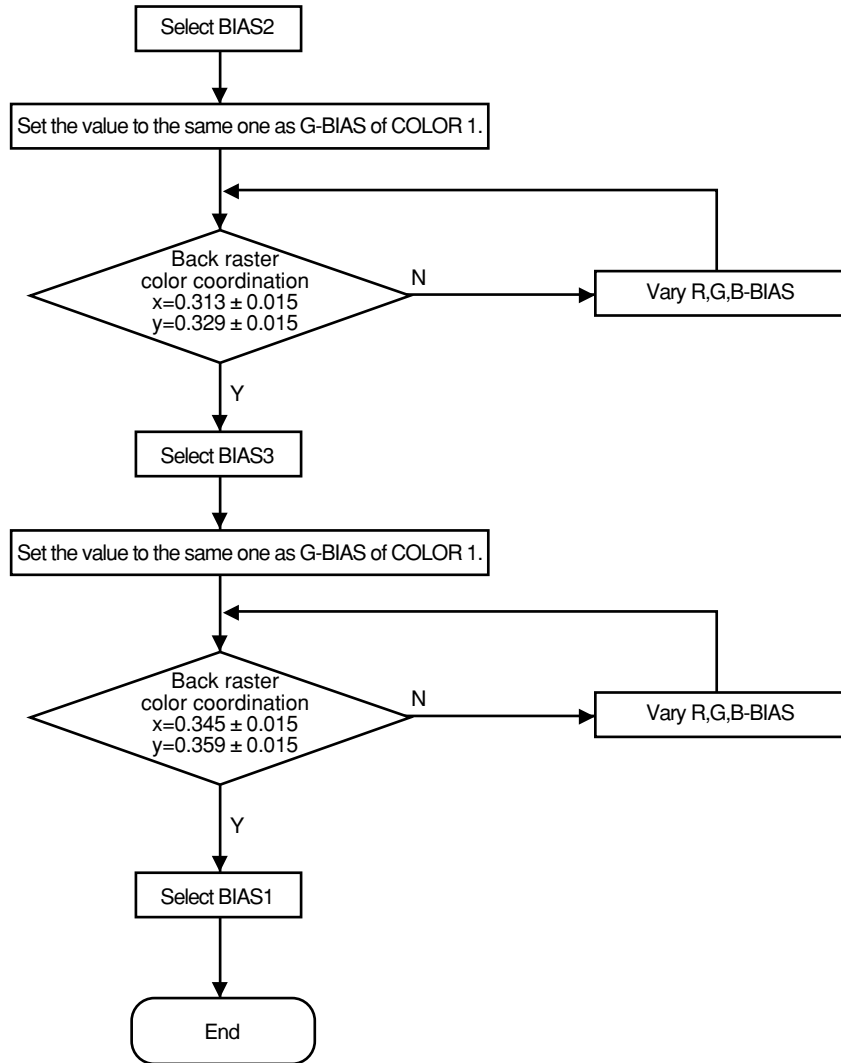 Select BIAS2
Set the value to the same one as G-BIAS of COLOR 1.
Back raster
color coordination
x=0.313 ± 0.015
y=0.329 ± 0.015
N
Vary R,G,B-BIAS
Y
Select BIAS3
Set the value to the same one as G-BIAS of COLOR 1.
Back raster
color coordination
x=0.345 ± 0.015
y=0.359 ± 0.015
N
Vary R,G,B-BIAS
Y
Select BIAS1
End